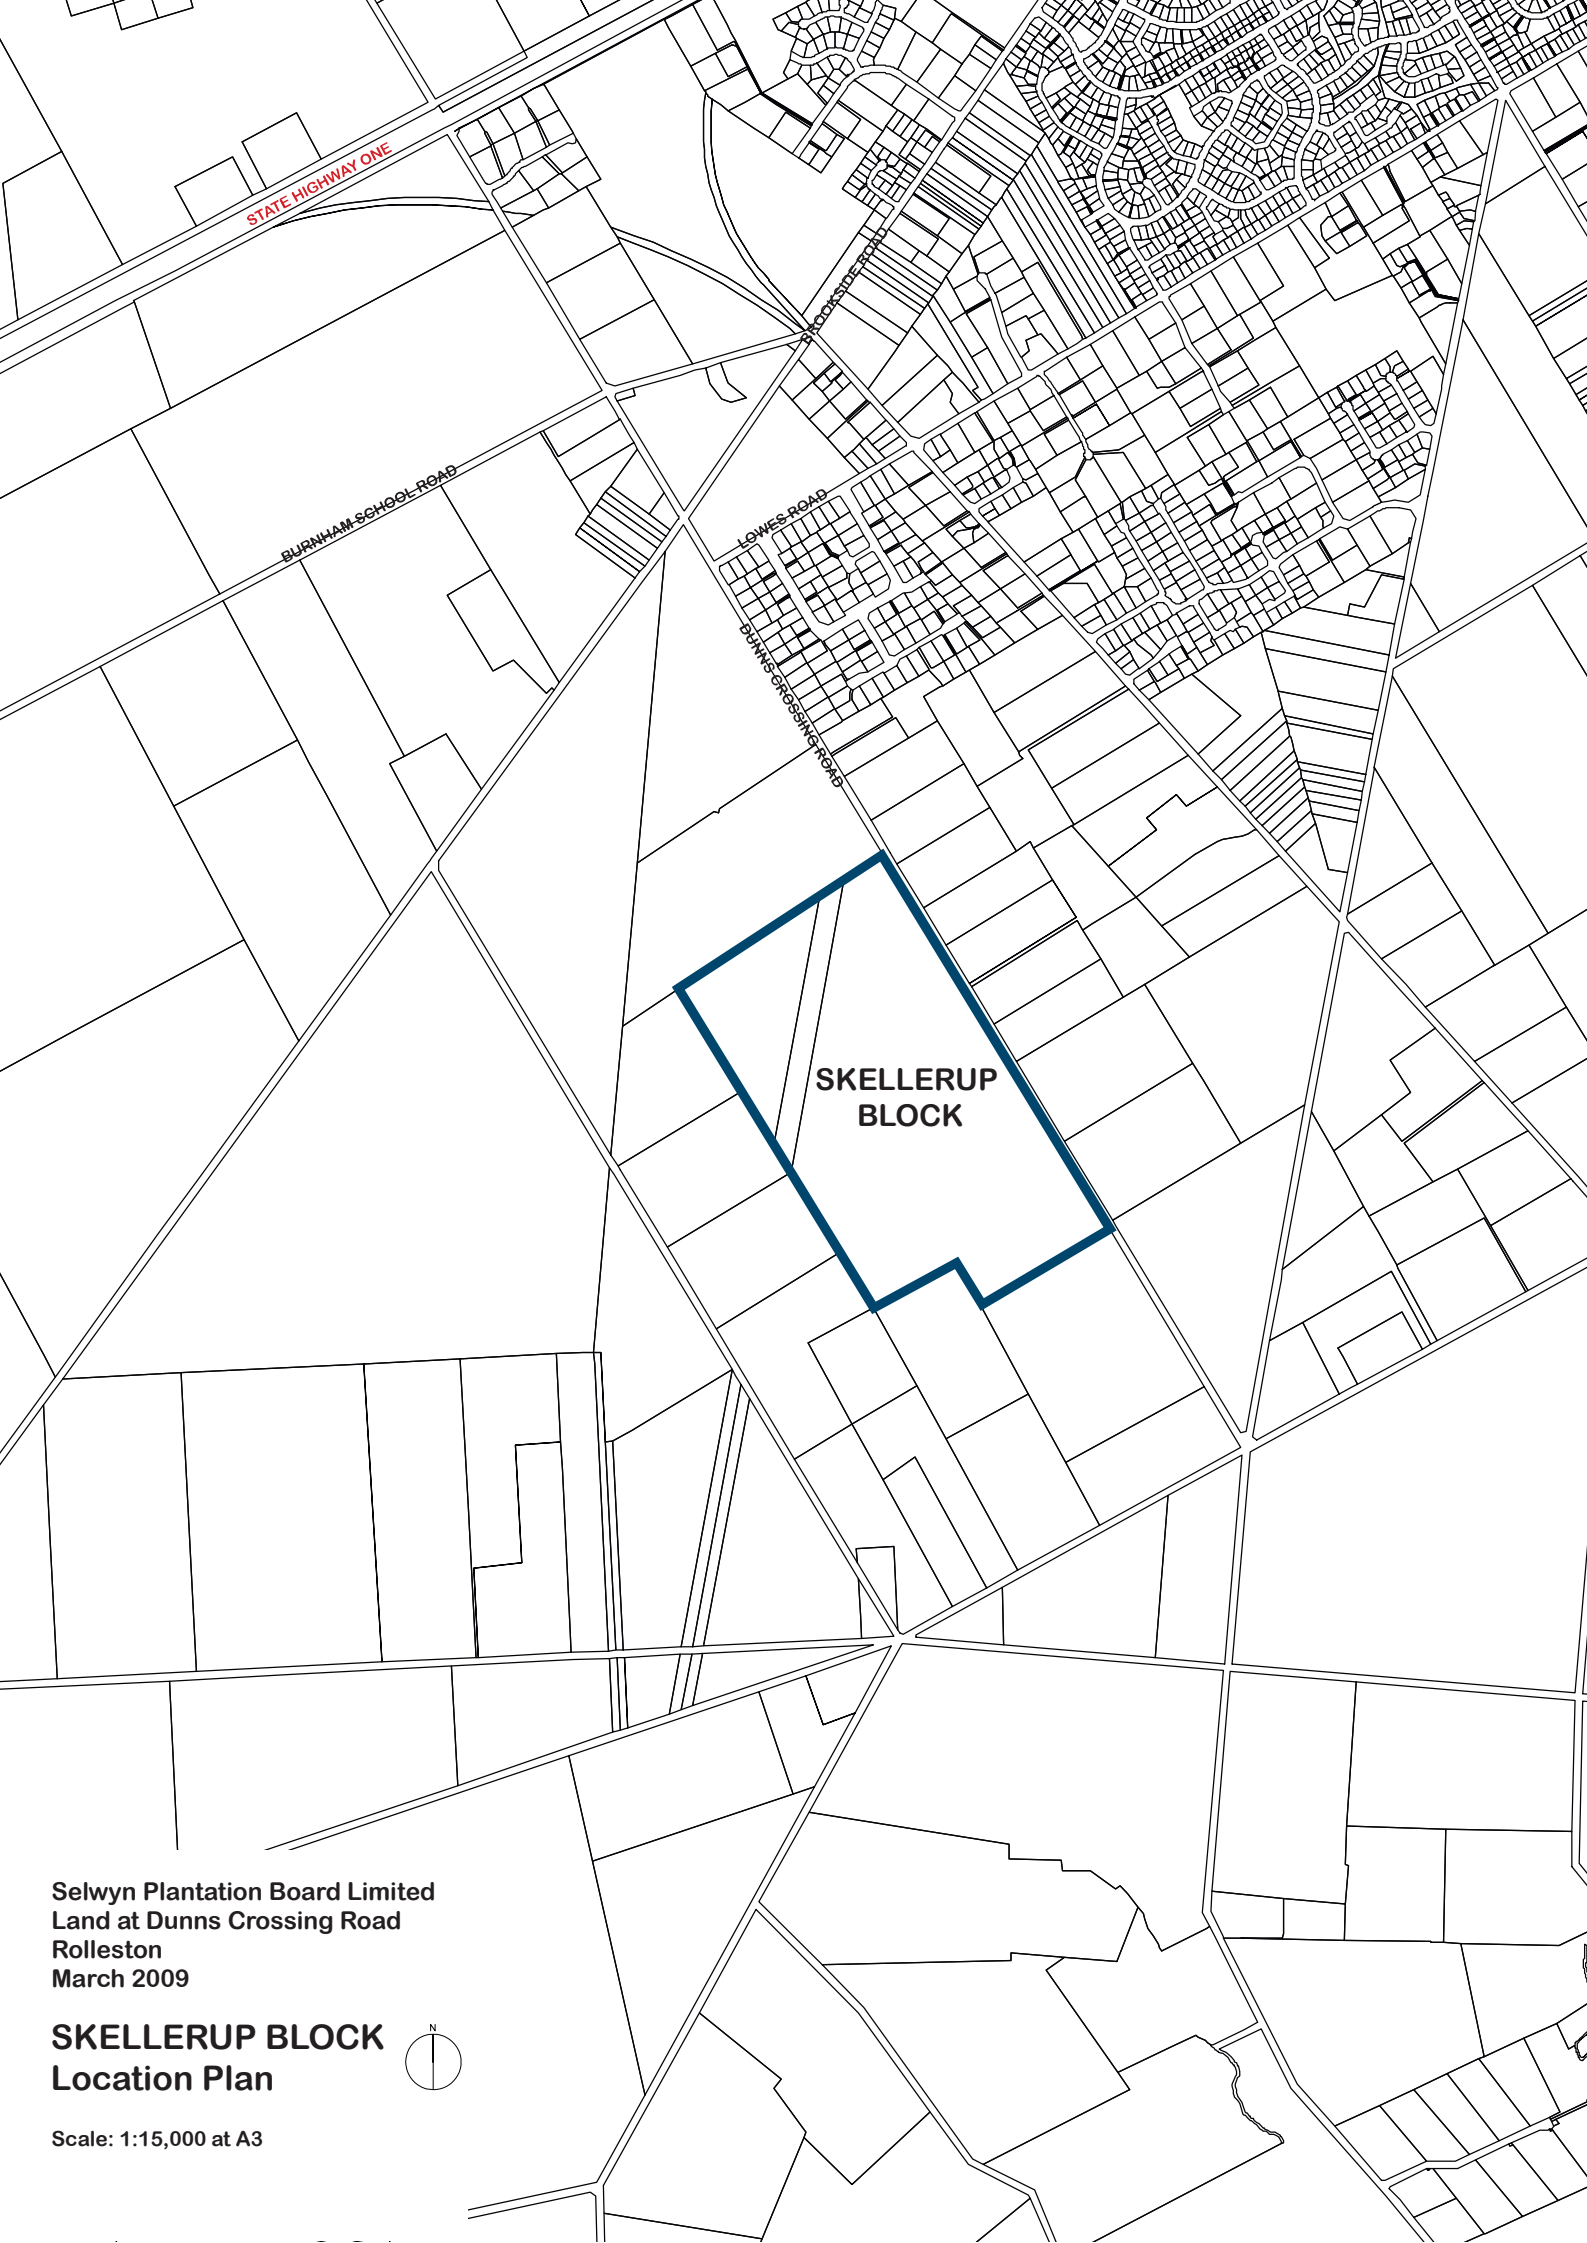 STATE HIGHWAY ONE
BROOKSIDE ROAD
BURNHAM SCHOOL ROAD
LOWES ROAD
DUNNS CROSSING ROAD
SKELLERUP
BLOCK
Selwyn Plantation Board Limited
Land at Dunns Crossing Road
Rolleston
March 2009
SKELLERUP BLOCK
Location Plan
N
Scale: 1:15,000 at A3